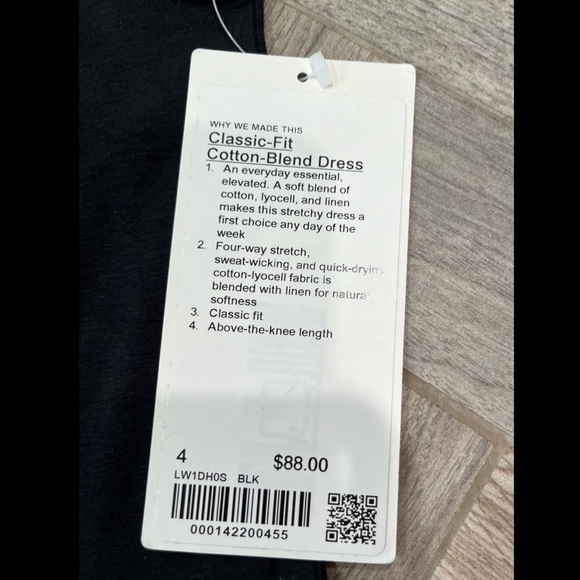 WHY WE MADE THIS
Classic-Fit
Cotton-Blend Dress
1. An everyday essential,
elevated. A soft blend of
cotton, lyocell, and linen
makes this stretchy dress a
first choice any day of the
week
2. Four-way stretch,
sweat-wicking, and quick-drying
cotton-lyocell fabric is
blended with linen for natural
softness
3. Classic fit
4. Above-the-knee length
4 $88.00
LW1DH0S BLK
000142200455